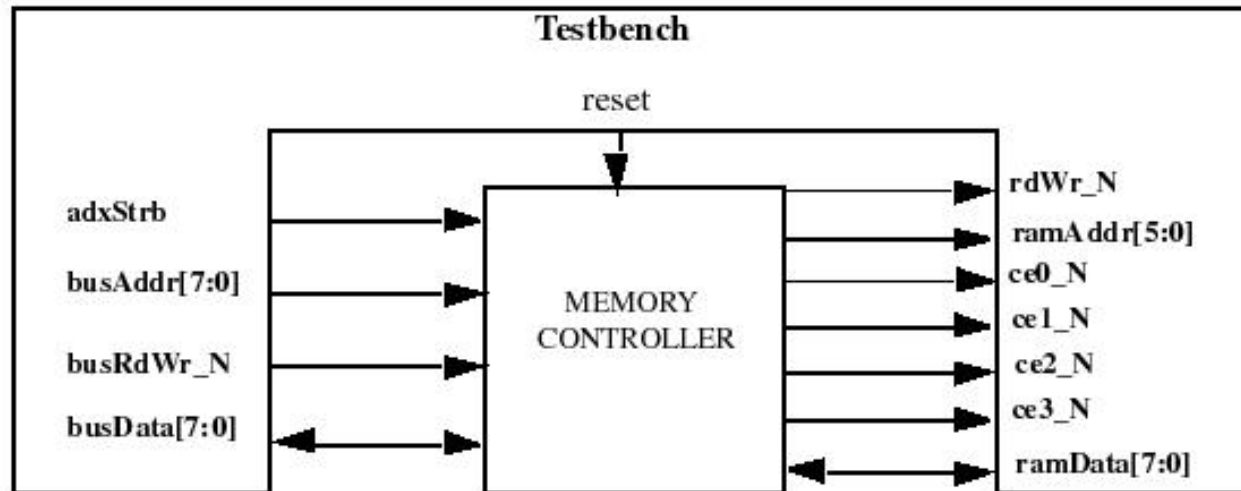 Testbench
reset
adxStrb
busAddr[7:0]
busRdWr_N
busData[7:0]
MEMORY
CONTROLLER
rdWr_N
ramAddr[5:0]
ce0_N
ce1_N
ce2_N
ce3_N
ramData[7:0]